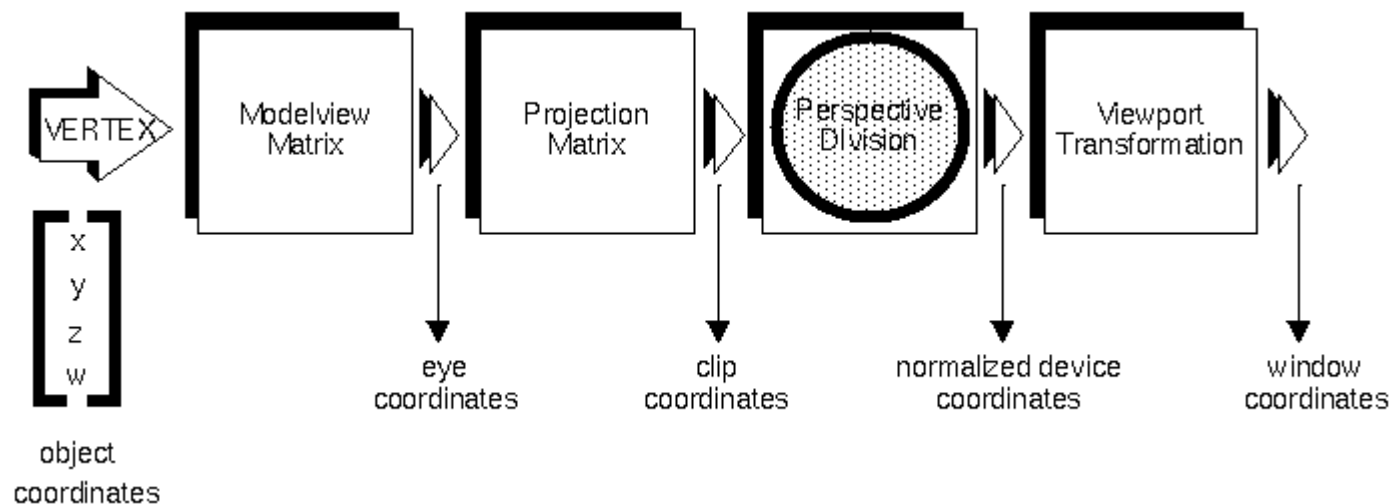 VERTEX
Modelview
Matrix
Projection
Matrix
Perspective
DIvision
Viewport
Transformation
x
y
z
w
object
coordinates
eye
coordinates
clip
coordinates
normalized device
coordinates
window
coordinates